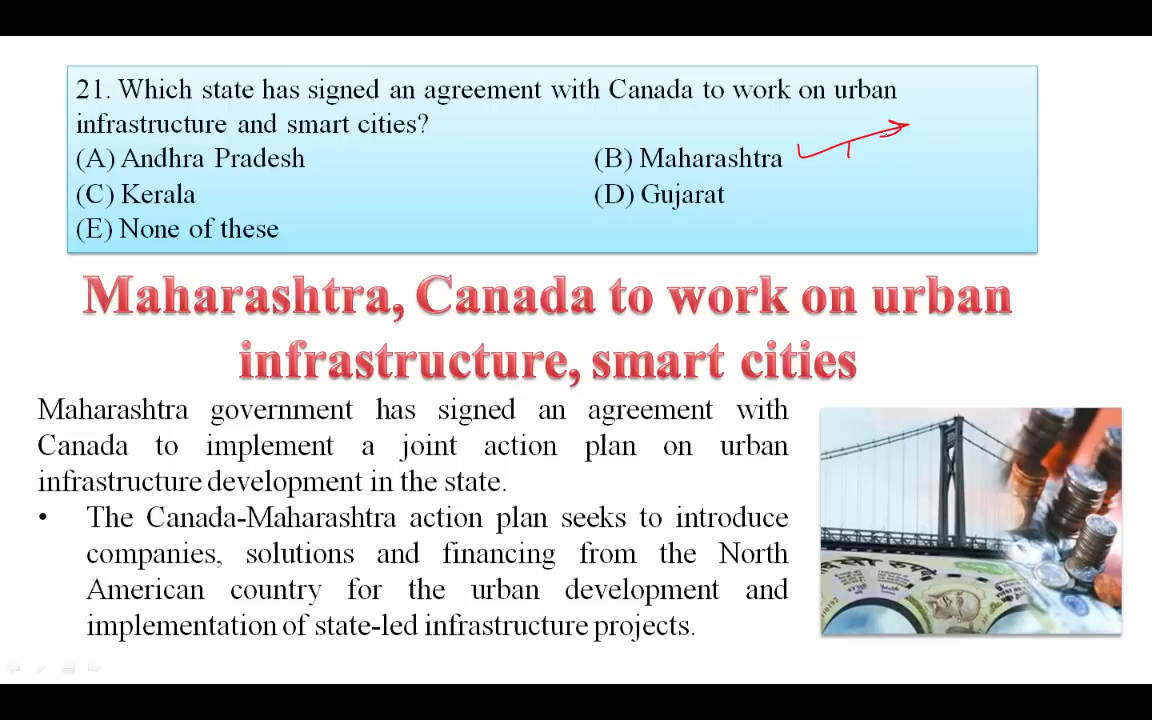 21. Which state has signed an agreement with Canada to work on urban
infrastructure and smart cities?
(A) Andhra Pradesh (B) Maharashtra
(C) Kerala (D) Gujarat
(E) None of these
Maharashtra, Canada to work on urban
infrastructure, smart cities
Maharashtra government has signed an agreement with
Canada to implement a joint action plan on urban
infrastructure development in the state.
• The Canada-Maharashtra action plan seeks to introduce
companies, solutions and financing from the North
American country for the urban development and
implementation of state-led infrastructure projects.